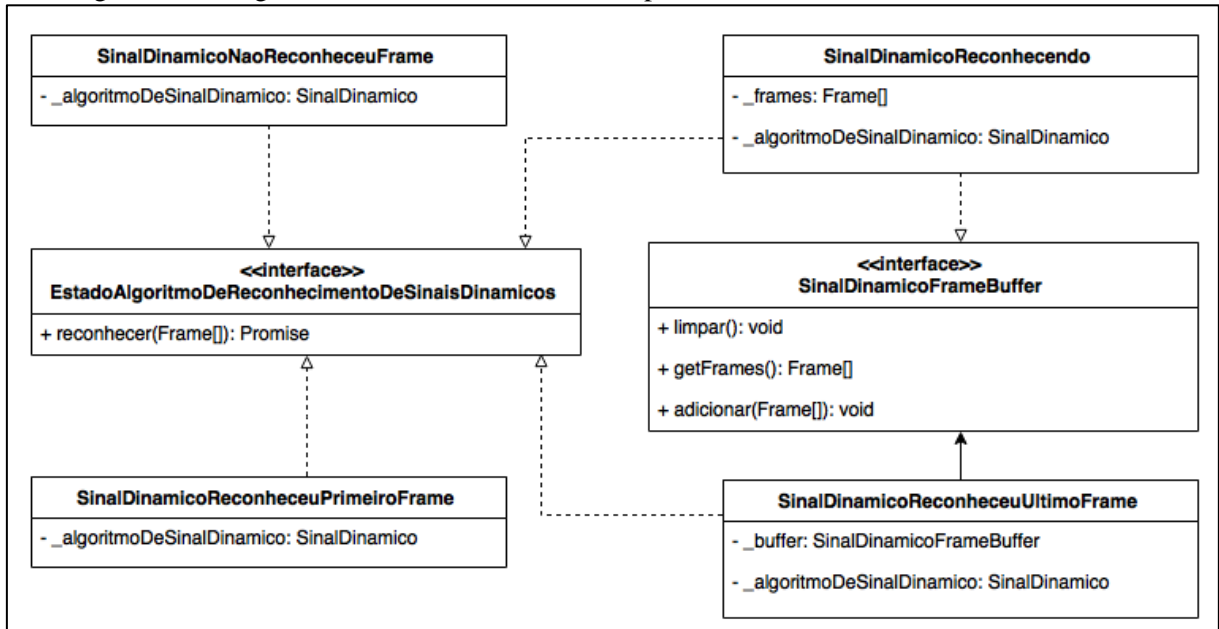 SinalDinamicoNaoReconheceuFrame
- _algoritmoDeSinalDinamico: SinalDinamico
SinalDinamicoReconhecendo
- _frames: Frame[]
- _algoritmoDeSinalDinamico: SinalDinamico
<<interface>>
EstadoAlgoritmoDeReconhecimentoDeSinaisDinamicos
+ reconhecer(Frame[]): Promise
<<interface>>
SinalDinamicoFrameBuffer
+ limpar(): void
+ getFrames(): Frame[]
+ adicionar(Frame[]): void
SinalDinamicoReconheceuPrimeiroFrame
- _algoritmoDeSinalDinamico: SinalDinamico
SinalDinamicoReconheceuUltimoFrame
- _buffer: SinalDinamicoFrameBuffer
- _algoritmoDeSinalDinamico: SinalDinamico